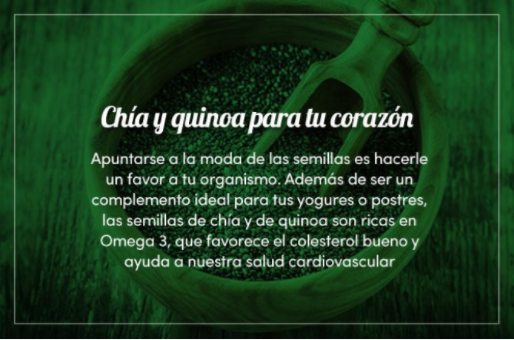 Chía y quinoa para tu corazón
Apuntarse a la moda de las semillas es hacerle
un favor a tu organismo. Además de ser un
complemento ideal para tus yogures o postres,
las semillas de chía y de quinoa son ricas en
Omega 3, que favorece el colesterol bueno y
ayuda a nuestra salud cardiovascular